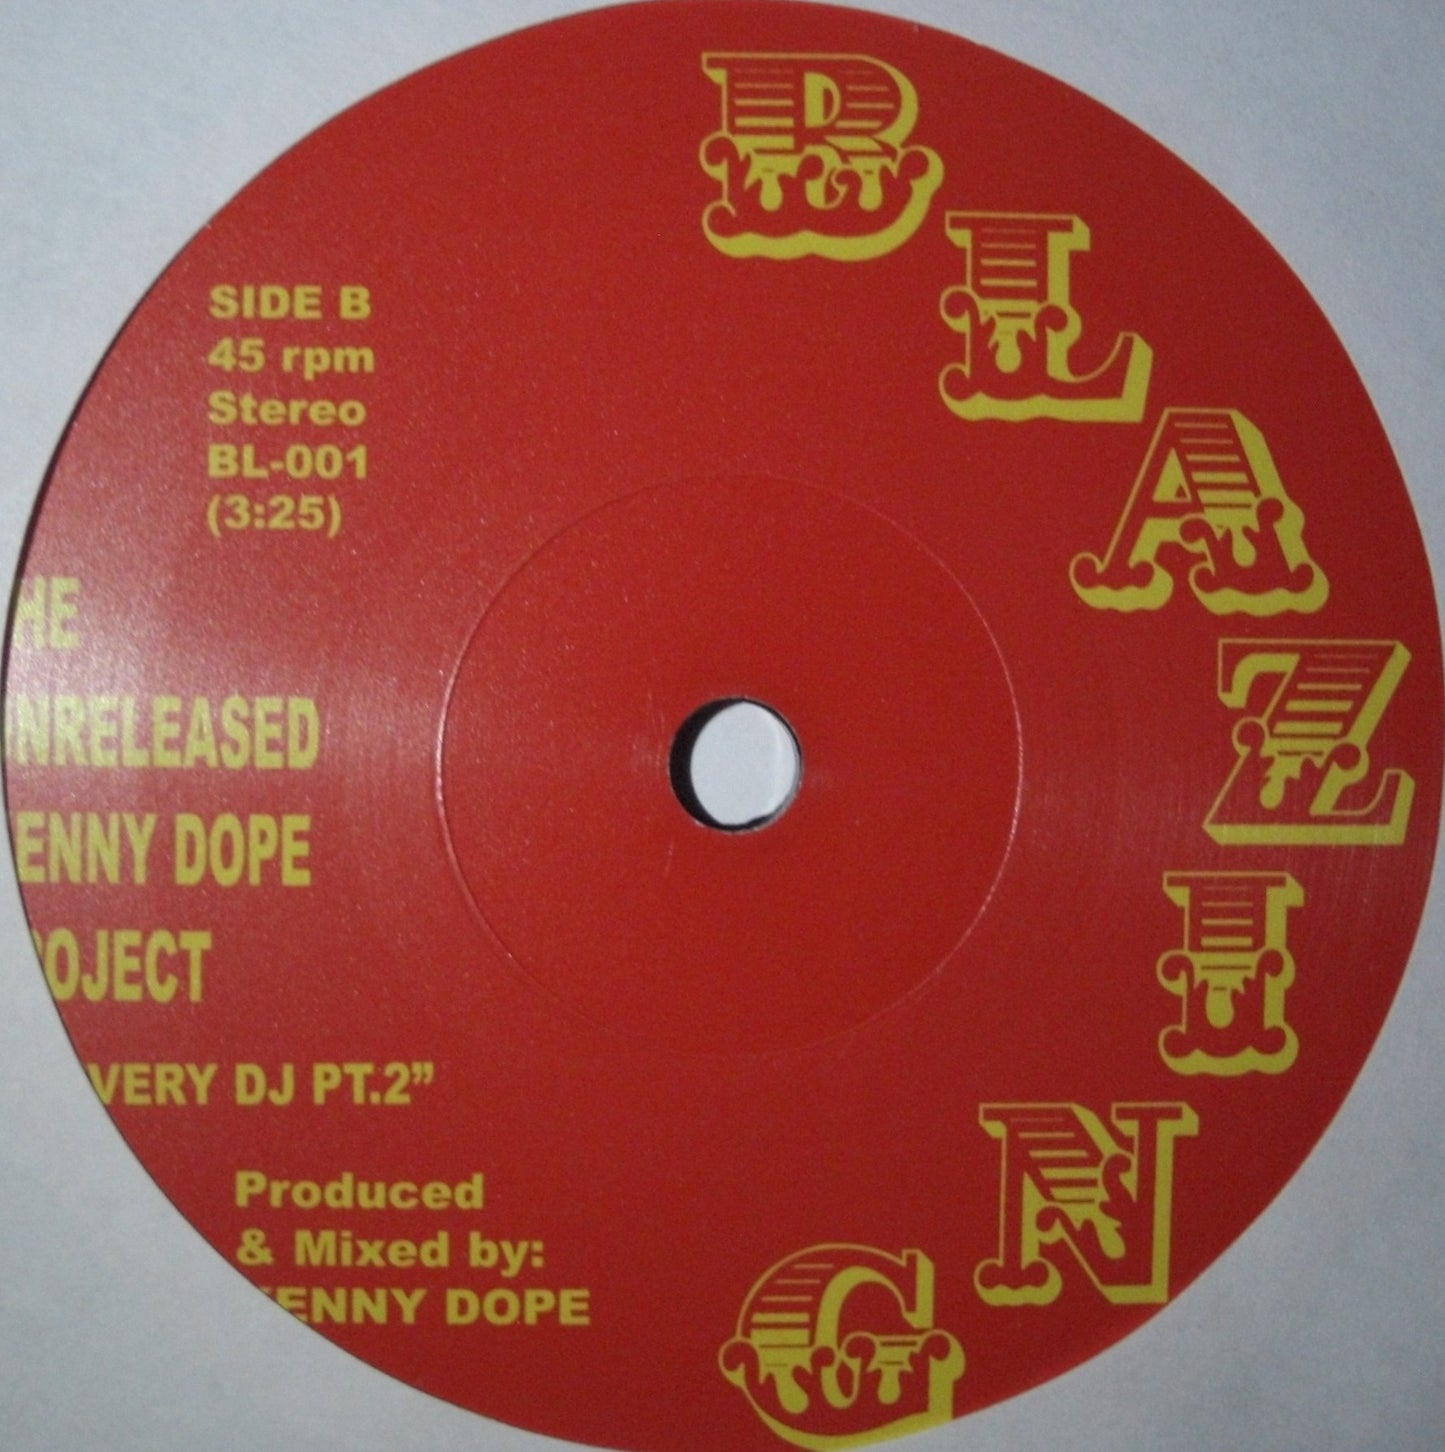 SIDE B
45 rpm
Stereo
BL-001
(3:25)
HE
NRELEASED
ENNY DOPE
OJECT
VERY DJ PT.2”
Produced
& Mixed by:
KENNY DOPE
BLAZING